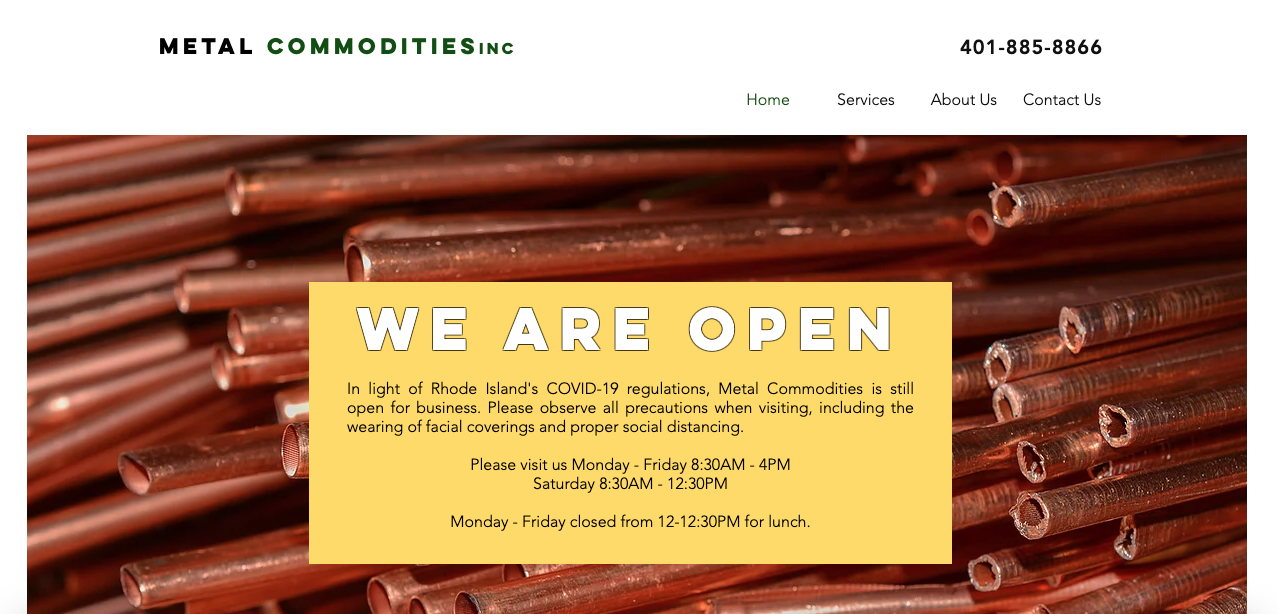 METAL COMMODITIES INC
401-885-8866
Home Services About Us Contact Us
WE ARE OPEN
In light of Rhode Island's COVID-19 regulations, Metal Commodities is still
open for business. Please observe all precautions when visiting, including the
wearing of facial coverings and proper social distancing.
Please visit us Monday - Friday 8:30AM - 4PM
Saturday 8:30AM - 12:30PM
Monday - Friday closed from 12-12:30PM for lunch.